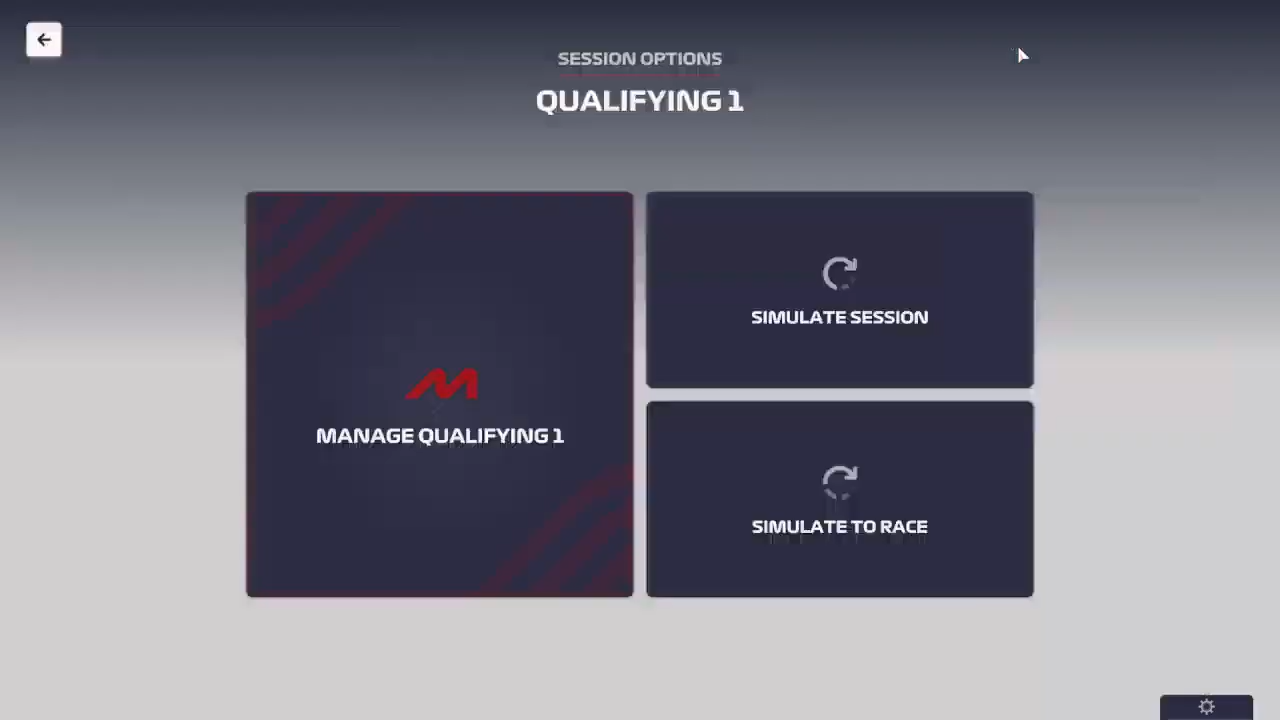 SESSION OPTIONS
QUALIFYING 1
MANAGE QUALIFYING 1
SIMULATE SESSION
SIMULATE TO RACE